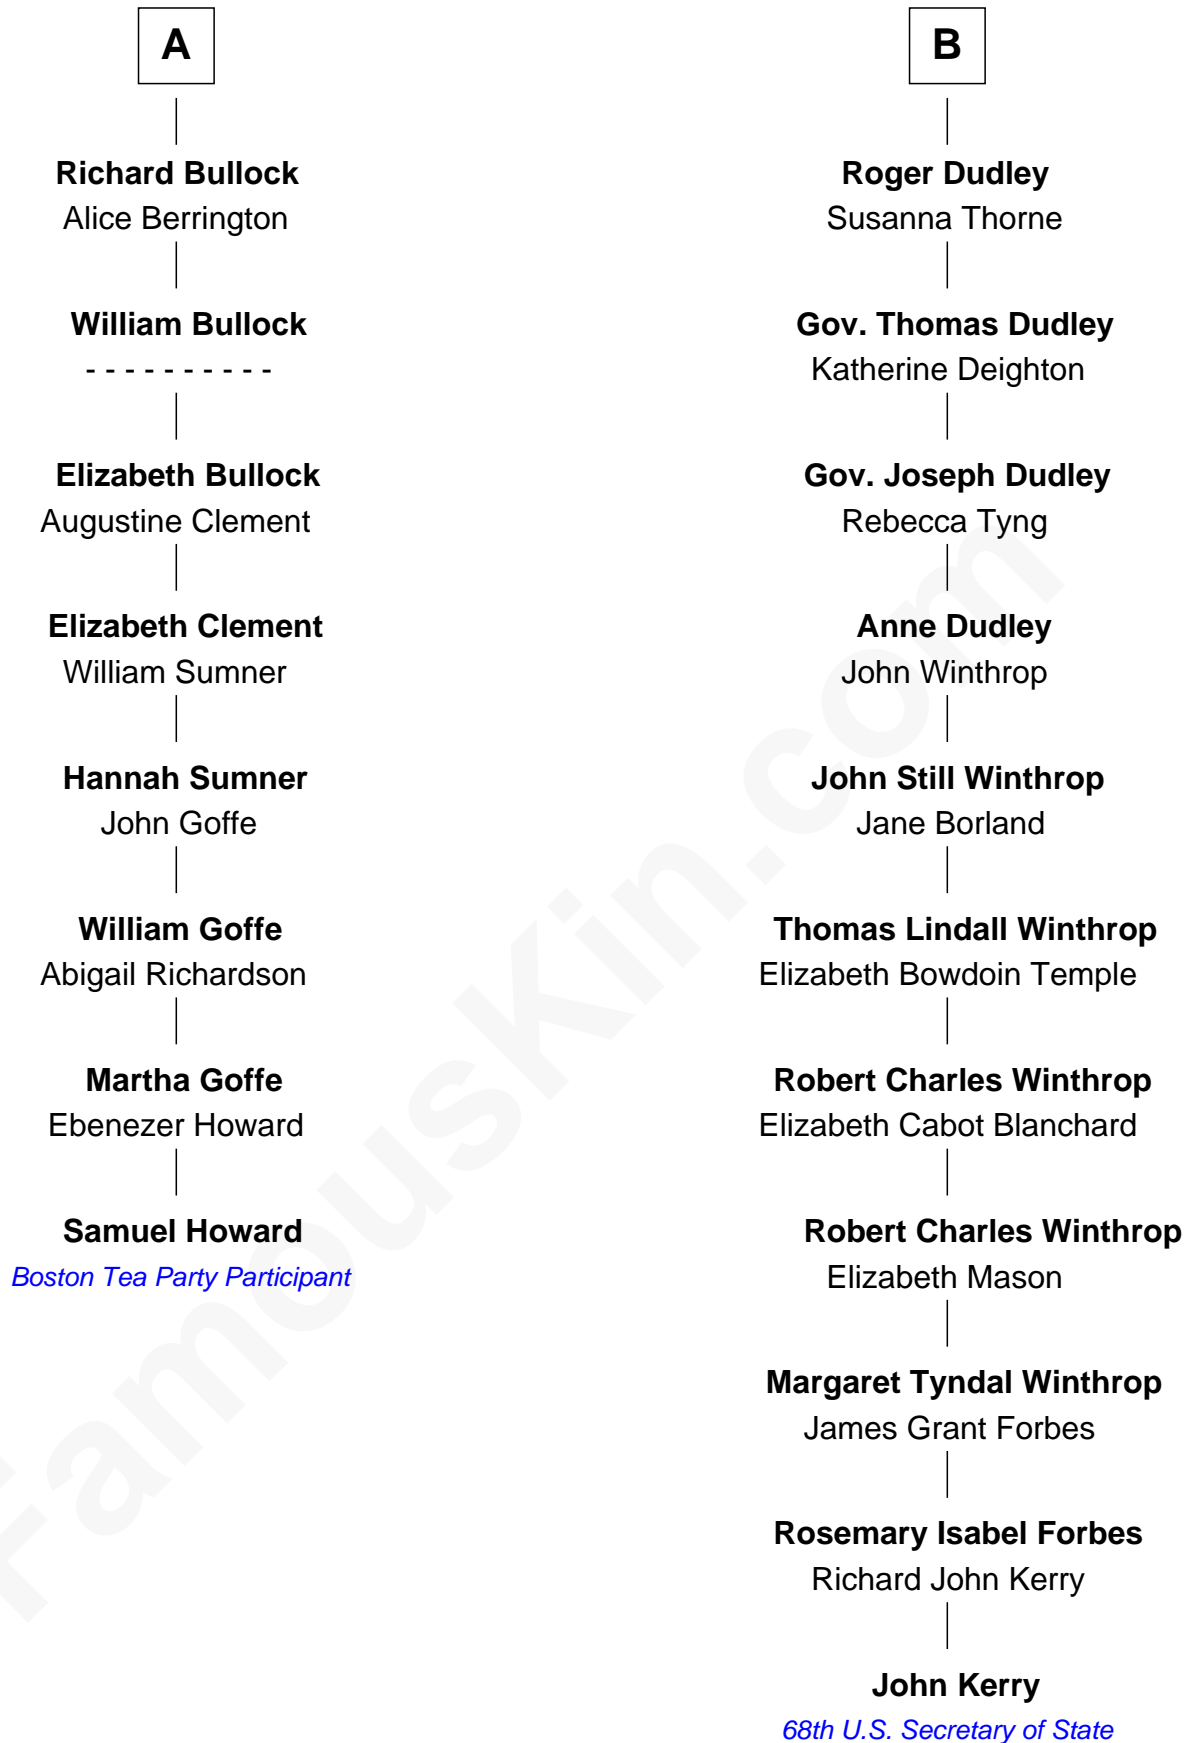 A
Richard Bullock
Alice Berrington
William Bullock
- - - - - - - - - -
Elizabeth Bullock
Augustine Clement
Elizabeth Clement
William Sumner
Hannah Sumner
John Goffe
William Goffe
Abigail Richardson
Martha Goffe
Ebenezer Howard
Samuel Howard
Boston Tea Party Participant
B
Roger Dudley
Susanna Thorne
Gov. Thomas Dudley
Katherine Deighton
Gov. Joseph Dudley
Rebecca Tyng
Anne Dudley
John Winthrop
John Still Winthrop
Jane Borland
Thomas Lindall Winthrop
Elizabeth Bowdoin Temple
Robert Charles Winthrop
Elizabeth Cabot Blanchard
Robert Charles Winthrop
Elizabeth Mason
Margaret Tyndal Winthrop
James Grant Forbes
Rosemary Isabel Forbes
Richard John Kerry
John Kerry
68th U.S. Secretary of State
FamousKin.com